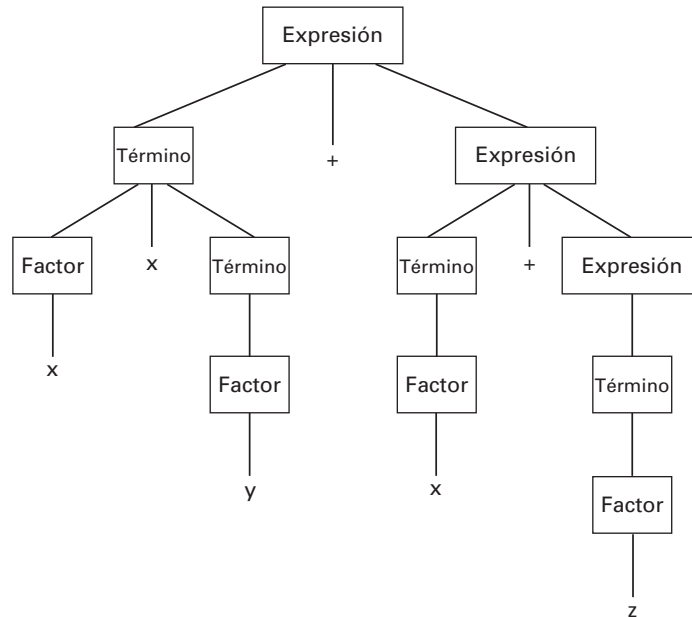 Expresión
Término + Expresión
Factor x Término Término + Expresión
x Factor Factor Término
y x Factor
z